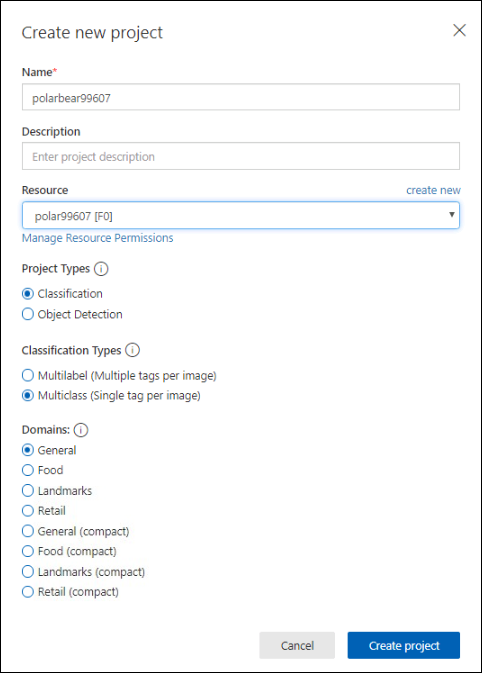 Create new project
Name*
polarbear99607
Description
Enter project description
Resource create new
polar99607 [F0]
Manage Resource Permissions
Project Types i
Classification
Object Detection
Classification Types i
Multilabel (Multiple tags per image)
Multiclass (Single tag per image)
Domains: i
General
Food
Landmarks
Retail
General (compact)
Food (compact)
Landmarks (compact)
Retail (compact)
Cancel Create project